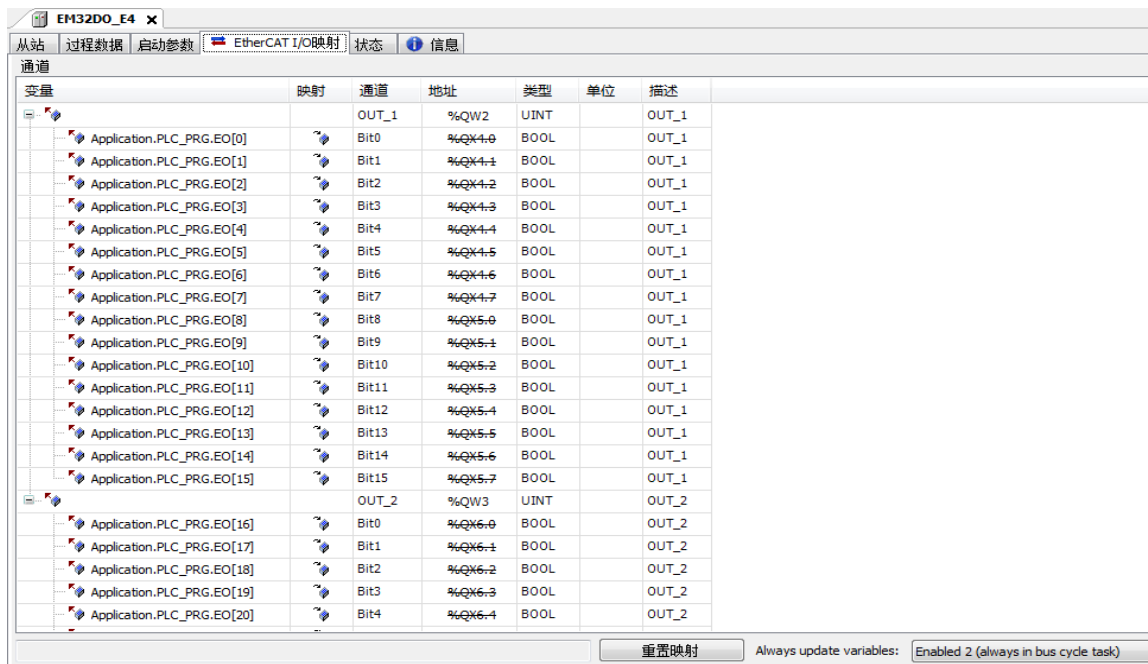 EM32DO_E4 x
从站 过程数据 启动参数 EtherCAT I/O映射 状态 信息
通道
变量 映射 通道 地址 类型 单位 描述
OUT_1 %QW2 UINT OUT_1
Application.PLC_PRG.EO[0] Bit0 %QX4.0 BOOL OUT_1
Application.PLC_PRG.EO[1] Bit1 %QX4.1 BOOL OUT_1
Application.PLC_PRG.EO[2] Bit2 %QX4.2 BOOL OUT_1
Application.PLC_PRG.EO[3] Bit3 %QX4.3 BOOL OUT_1
Application.PLC_PRG.EO[4] Bit4 %QX4.4 BOOL OUT_1
Application.PLC_PRG.EO[5] Bit5 %QX4.5 BOOL OUT_1
Application.PLC_PRG.EO[6] Bit6 %QX4.6 BOOL OUT_1
Application.PLC_PRG.EO[7] Bit7 %QX4.7 BOOL OUT_1
Application.PLC_PRG.EO[8] Bit8 %QX5.0 BOOL OUT_1
Application.PLC_PRG.EO[9] Bit9 %QX5.1 BOOL OUT_1
Application.PLC_PRG.EO[10] Bit10 %QX5.2 BOOL OUT_1
Application.PLC_PRG.EO[11] Bit11 %QX5.3 BOOL OUT_1
Application.PLC_PRG.EO[12] Bit12 %QX5.4 BOOL OUT_1
Application.PLC_PRG.EO[13] Bit13 %QX5.5 BOOL OUT_1
Application.PLC_PRG.EO[14] Bit14 %QX5.6 BOOL OUT_1
Application.PLC_PRG.EO[15] Bit15 %QX5.7 BOOL OUT_1
OUT_2 %QW3 UINT OUT_2
Application.PLC_PRG.EO[16] Bit0 %QX6.0 BOOL OUT_2
Application.PLC_PRG.EO[17] Bit1 %QX6.1 BOOL OUT_2
Application.PLC_PRG.EO[18] Bit2 %QX6.2 BOOL OUT_2
Application.PLC_PRG.EO[19] Bit3 %QX6.3 BOOL OUT_2
Application.PLC_PRG.EO[20] Bit4 %QX6.4 BOOL OUT_2
重置映射 Always update variables: Enabled 2 (always in bus cycle task)